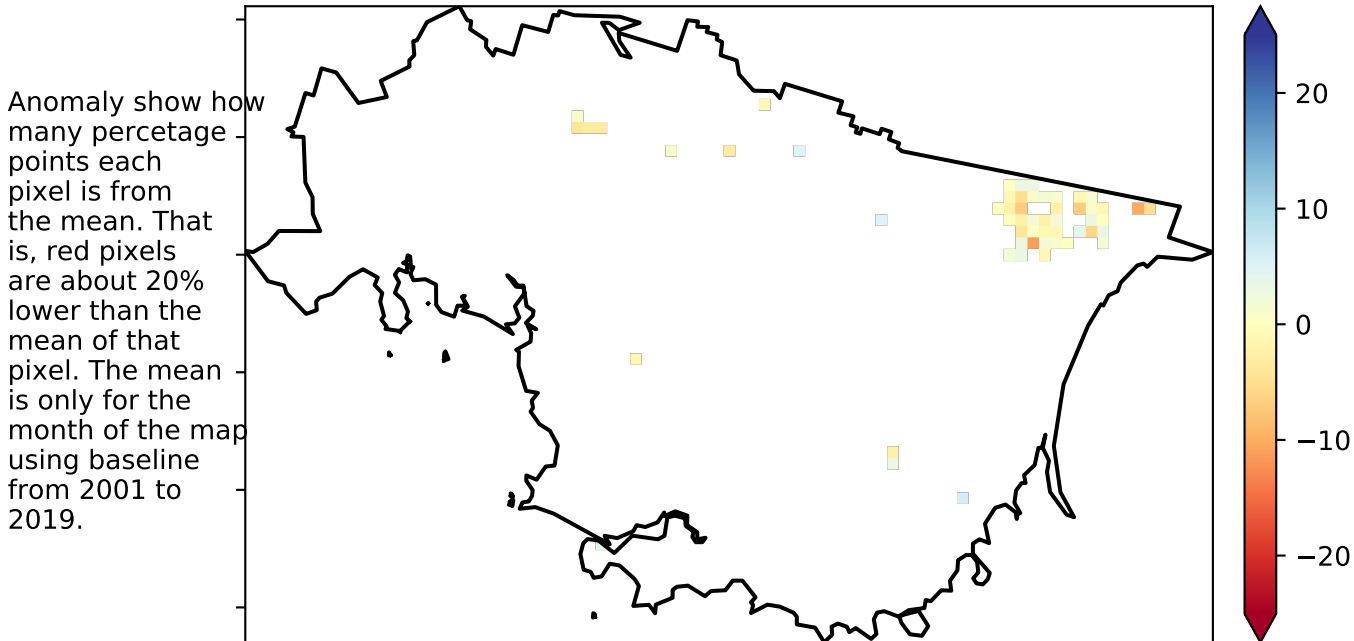 Anomaly show how
many percetage
points each
pixel is from
the mean. That
is, red pixels
are about 20%
lower than the
mean of that
pixel. The mean
is only for the
month of the map
using baseline
from 2001 to
2019.
20
10
0
−10
−20